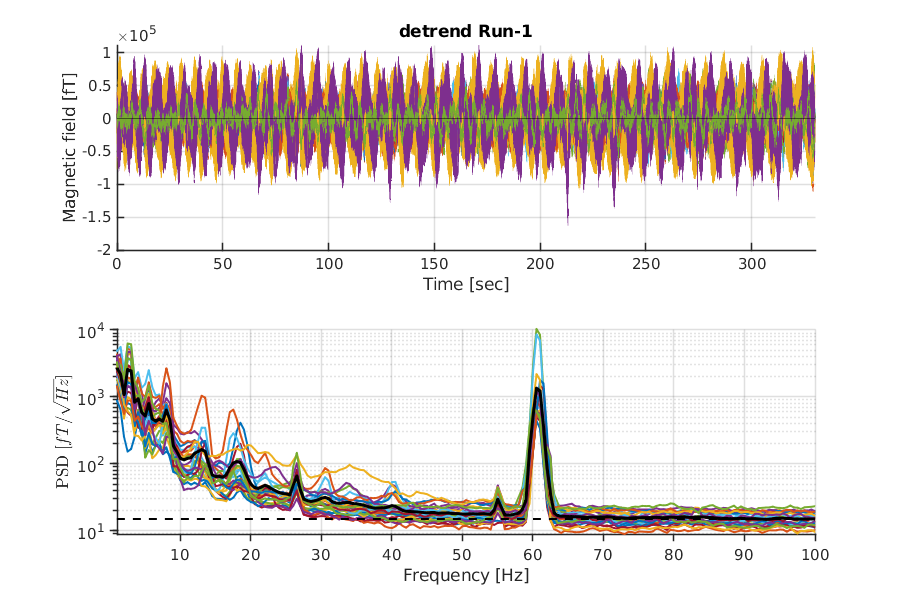 detrend Run-1
×10^5
Magnetic field [fT]
1
0.5
0
-0.5
-1
-1.5
-2
0 50 100 150 200 250 300
Time [sec]
PSD [fT/√Hz]
10^4
10^3
10^2
10^1
10 20 30 40 50 60 70 80 90 100
Frequency [Hz]